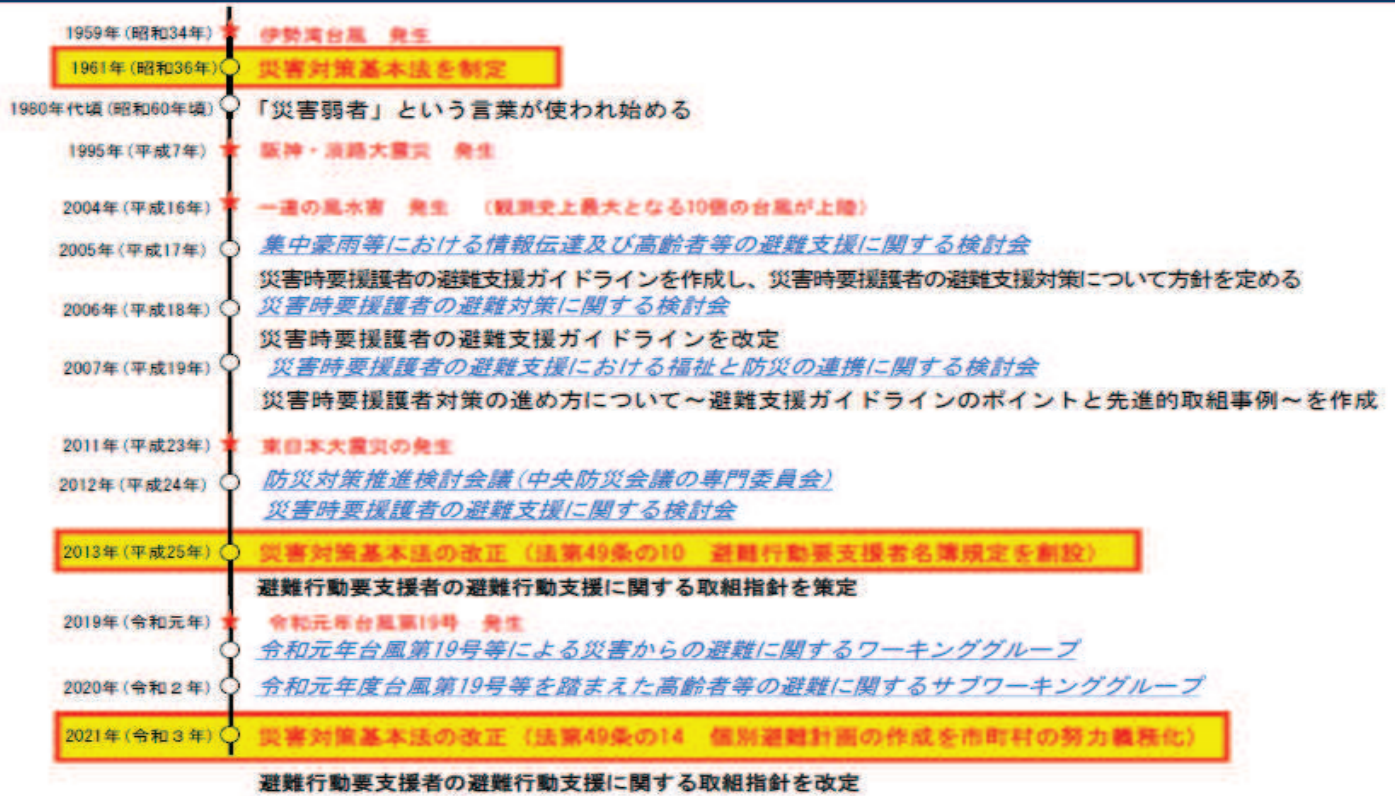 1959年(昭和34年) 伊勢湾台風 発生
1961年(昭和36年) 災害対策基本法を制定
1980年代頃(昭和60年頃) 「災害弱者」という言葉が使われ始める
1995年(平成7年) 阪神・淡路大震災 発生
2004年(平成16年) 一連の風水害 発生 (観測史上最大となる10個の台風が上陸)
2005年(平成17年) 集中豪雨等における情報伝達及び高齢者等の避難支援に関する検討会
災害時要援護者の避難支援ガイドラインを作成し、災害時要援護者の避難支援対策について方針を定める
2006年(平成18年) 災害時要援護者の避難対策に関する検討会
災害時要援護者の避難支援ガイドラインを改定
2007年(平成19年) 災害時要援護者の避難支援における福祉と防災の連携に関する検討会
災害時要援護者対策の進め方について～避難支援ガイドラインのポイントと先進的取組事例～を作成
2011年(平成23年) 東日本大震災の発生
2012年(平成24年) 防災対策推進検討会議(中央防災会議の専門委員会)
災害時要援護者の避難支援に関する検討会
2013年(平成25年) 災害対策基本法の改正(法第49条の10 避難行動要支援者名簿規定を創設)
避難行動要支援者の避難行動支援に関する取組指針を策定
2019年(令和元年) 令和元年台風第19号 発生
令和元年台風第19号等による災害からの避難に関するワーキンググループ
2020年(令和２年) 令和元年度台風第19号等を踏まえた高齢者等の避難に関するサブワーキンググループ
2021年(令和３年) 災害対策基本法の改正(法第49条の14 個別避難計画の作成を市町村の努力義務化)
避難行動要支援者の避難行動支援に関する取組指針を改定